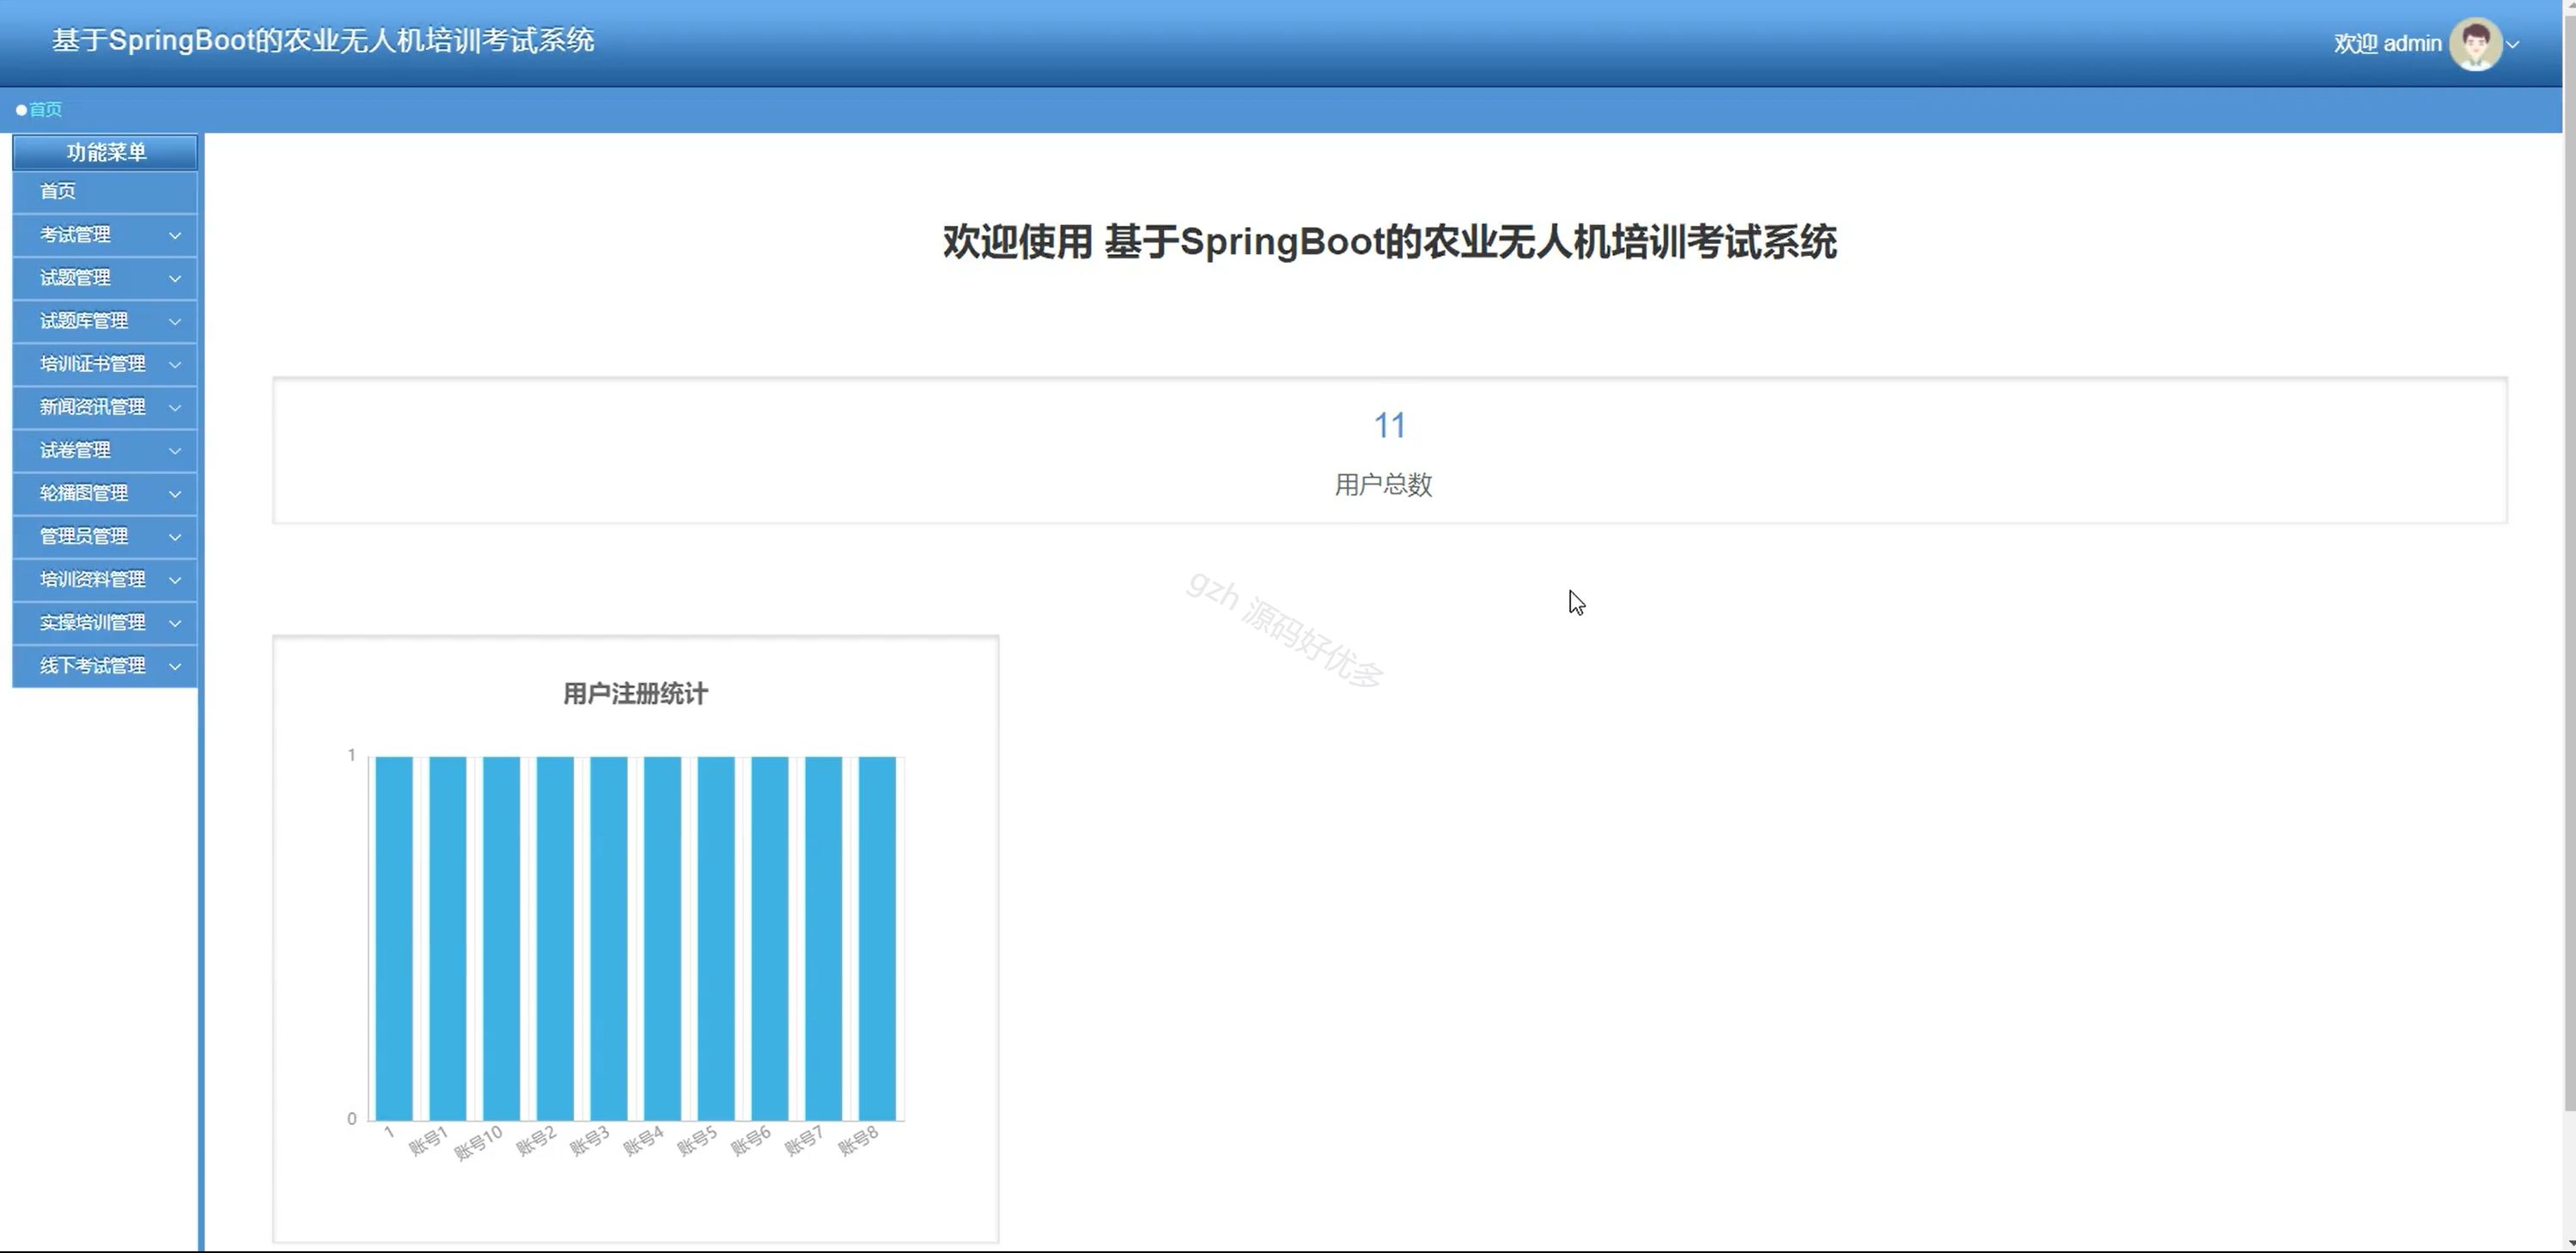 基于SpringBoot的农业无人机培训考试系统
欢迎 admin
首页
功能菜单
首页
考试管理
试题管理
试题库管理
培训证书管理
新闻资讯管理
试卷管理
轮播图管理
管理员管理
培训资料管理
实操培训管理
线下考试管理
欢迎使用 基于SpringBoot的农业无人机培训考试系统
11
用户总数
gzh 源码好优多
用户注册统计
1
0
1 账号1 账号10 账号2 账号3 账号4 账号5 账号6 账号7 账号8